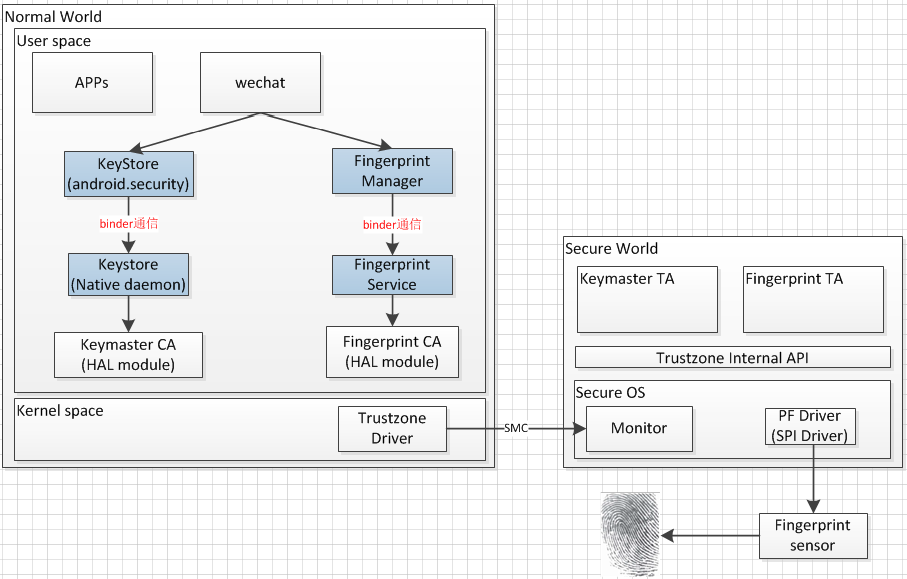 Normal World
User space
APPs
wechat
KeyStore
(android.security)
Fingerprint
Manager
binder通信
binder通信
Keystore
(Native daemon)
Fingerprint
Service
Keymaster CA
(HAL module)
Fingerprint CA
(HAL module)
Kernel space
Trustzone
Driver
SMC
Secure World
Keymaster TA
Fingerprint TA
Trustzone Internal API
Secure OS
Monitor
PF Driver
(SPI Driver)
Fingerprint
sensor